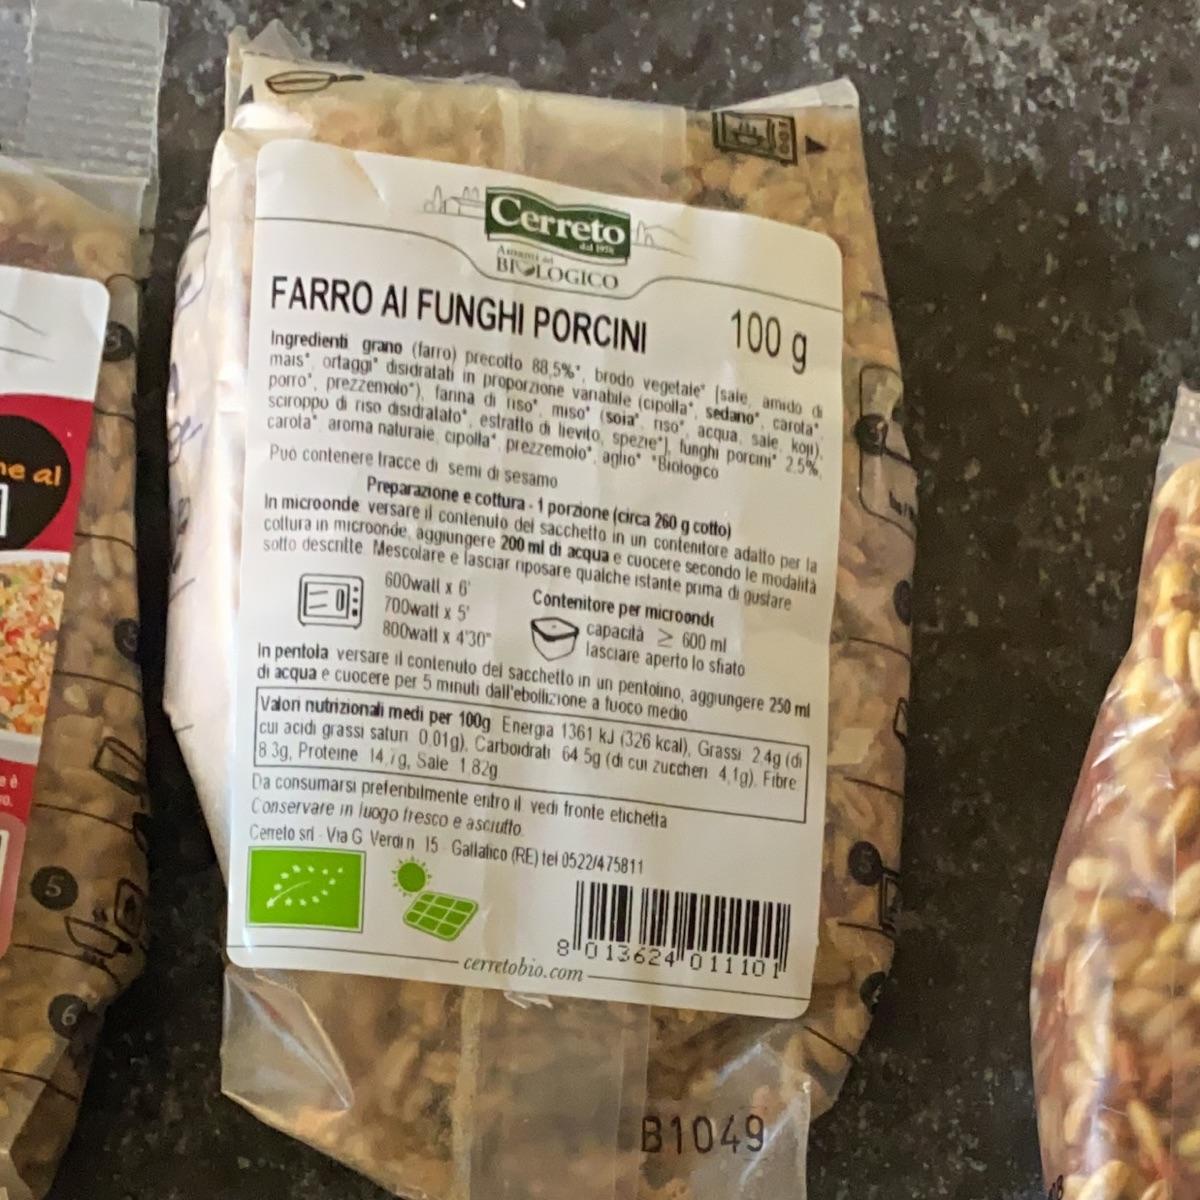 Cerreto
dal 1958
Amanti del
BIOLOGICO
FARRO AI FUNGHI PORCINI 100 g
Ingredienti grano (farro) precotto 88,5%*, brodo vegetale* [sale, amido di
mais*, ortaggi* disidratati in proporzione variabile (cipolla*, sedano*, carota*,
porro*, prezzemolo*), farina di riso*, miso* (soia*, riso*, acqua, sale, koji),
sciroppo di riso disidratato*, estratto di lievito, spezie*], funghi porcini* 2.5%,
carota*, aroma naturale, cipolla*, prezzemolo*, aglio* *Biologico
Può contenere tracce di semi di sesamo
Preparazione e cottura - 1 porzione (circa 260 g cotto)
In microonde versare il contenuto del sacchetto in un contenitore adatto per la
cottura in microonde, aggiungere 200 ml di acqua e cuocere secondo le modalità
sotto descritte. Mescolare e lasciar riposare qualche istante prima di gustare
600watt x 6'
700watt x 5'
800watt x 4'30"
Contenitore per microonde
capacità ≥ 600 ml
lasciare aperto lo sfiato
In pentola versare il contenuto del sacchetto in un pentolino, aggiungere 250 ml
di acqua e cuocere per 5 minuti dall'ebollizione a fuoco medio
Valori nutrizionali medi per 100g Energia 1361 kJ (326 kcal), Grassi 2,4g (di
cui acidi grassi saturi 0,01g), Carboidrati 64,5g (di cui zuccheri 4,1g), Fibre
8,3g, Proteine 14,7g, Sale 1,82g
Da consumarsi preferibilmente entro il vedi fronte etichetta
Conservare in luogo fresco e asciutto
Cerreto srl - Via G Verdi n 15 - Gattatico (RE) tel 0522/475811
8 013624 011101
cerretobio.com
B1049
ne al
5
6
3
5